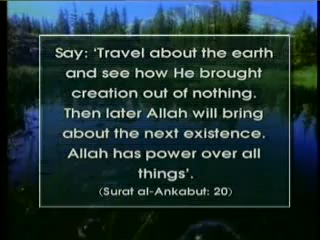 Say: ‘Travel about the earth
and see how He brought
creation out of nothing.
Then later Allah will bring
about the next existence.
Allah has power over all
things’.
(Surat al-Ankabut: 20)